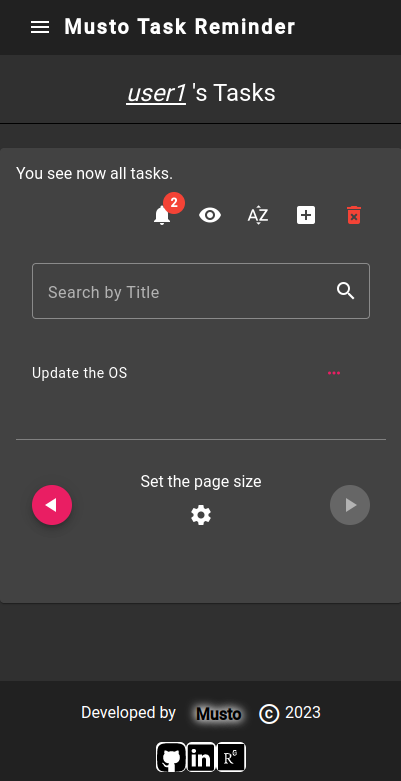 Musto Task Reminder
user1 's Tasks
You see now all tasks.
2
AZ
Search by Title
Update the OS
Set the page size
Developed by Musto © 2023
in R